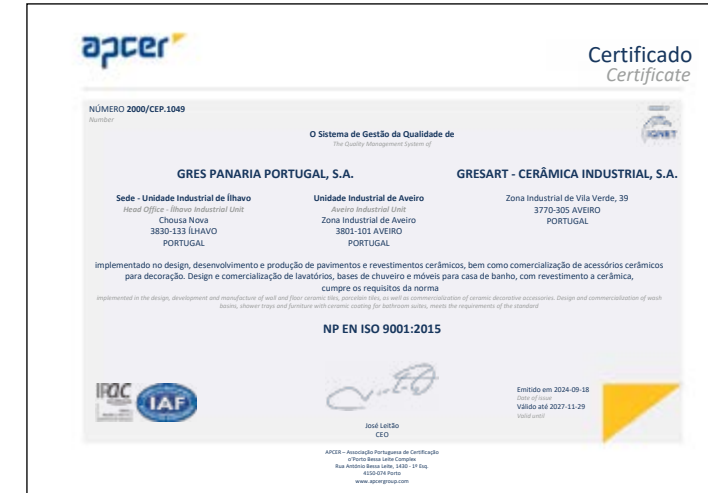 apcer
Certificado
Certificate
NÚMERO 2000/CEP.1049
Number
IQNET
O Sistema de Gestão da Qualidade de
The Quality Management System of
GRES PANARIA PORTUGAL, S.A.
GRESART - CERÂMICA INDUSTRIAL, S.A.
Sede - Unidade Industrial de Ílhavo
Head Office - Ílhavo Industrial Unit
Chousa Nova
3830-133 ÍLHAVO
PORTUGAL
Unidade Industrial de Aveiro
Aveiro Industrial Unit
Zona Industrial de Aveiro
3801-101 AVEIRO
PORTUGAL
Zona Industrial de Vila Verde, 39
3770-305 AVEIRO
PORTUGAL
implementado no design, desenvolvimento e produção de pavimentos e revestimentos cerâmicos, bem como comercialização de acessórios cerâmicos
para decoração. Design e comercialização de lavatórios, bases de chuveiro e móveis para casa de banho, com revestimento a cerâmica,
cumpre os requisitos da norma
implemented in the design, development and manufacture of wall and floor ceramic tiles, porcelain tiles, as well as commercialization of ceramic decorative accessories. Design and commercialization of wash
basins, shower trays and furniture with ceramic coating for bathroom suites, meets the requirements of the standard
NP EN ISO 9001:2015
IPAC
IAF
José Leitão
CEO
Emitido em 2024-09-18
Date of issue
Válido até 2027-11-29
Valid until
APCER – Associação Portuguesa de Certificação
o'Porto Bessa Leite Complex
Rua António Bessa Leite, 1430 - 1º Esq.
4150-074 Porto
www.apcergroup.com